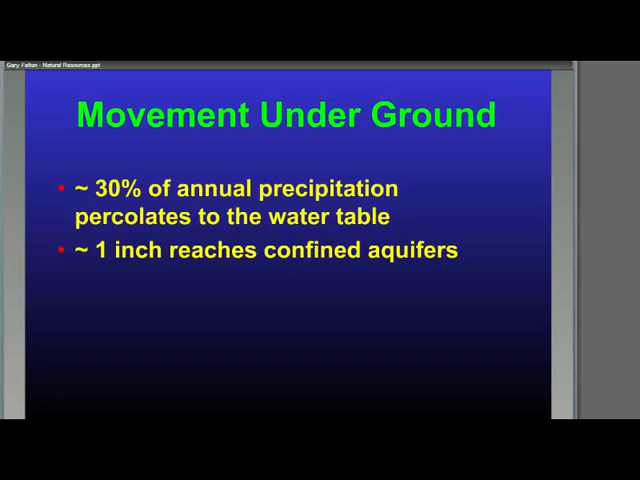 Gary Felton - Natural Resources.ppt
Movement Under Ground
• ~ 30% of annual precipitation
percolates to the water table
• ~ 1 inch reaches confined aquifers